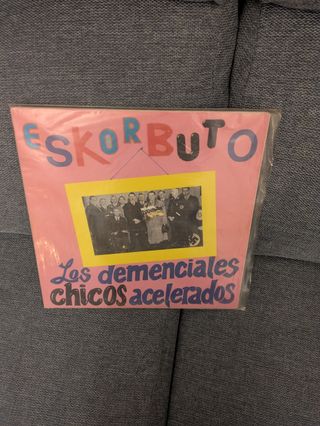 ESKORBUTO
Los demenciales
chicos acelerados